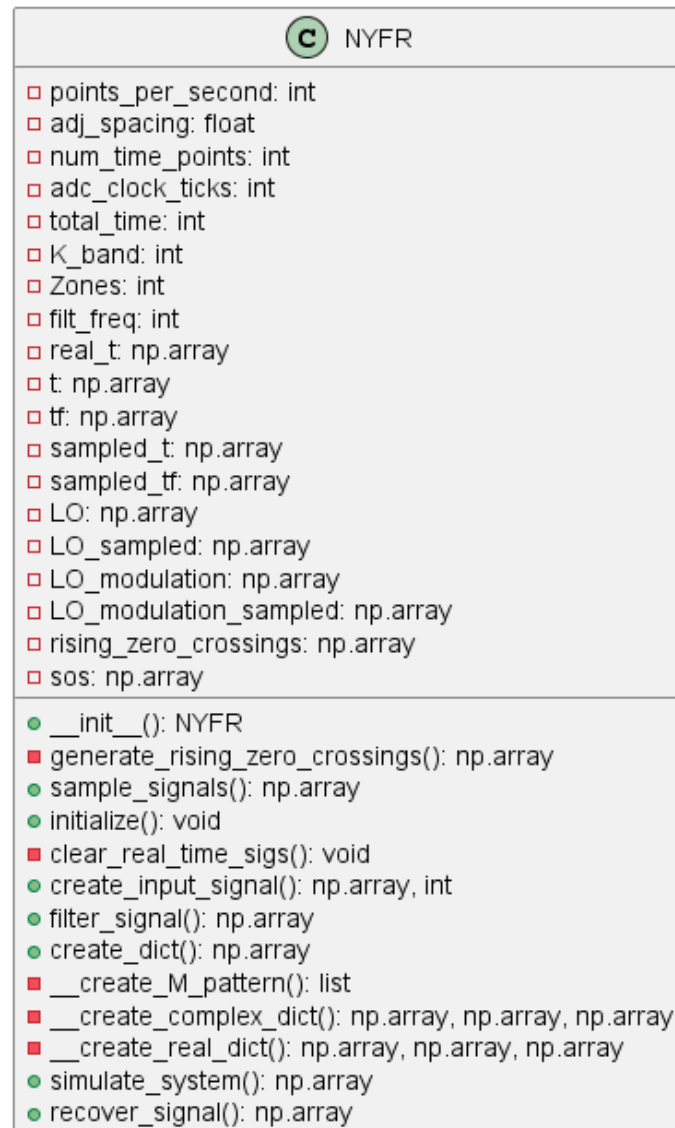 C NYFR
points_per_second: int
adj_spacing: float
num_time_points: int
adc_clock_ticks: int
total_time: int
K_band: int
Zones: int
filt_freq: int
real_t: np.array
t: np.array
tf: np.array
sampled_t: np.array
sampled_tf: np.array
LO: np.array
LO_sampled: np.array
LO_modulation: np.array
LO_modulation_sampled: np.array
rising_zero_crossings: np.array
sos: np.array
__init__(): NYFR
generate_rising_zero_crossings(): np.array
sample_signals(): np.array
initialize(): void
clear_real_time_sigs(): void
create_input_signal(): np.array, int
filter_signal(): np.array
create_dict(): np.array
__create_M_pattern(): list
__create_complex_dict(): np.array, np.array, np.array
__create_real_dict(): np.array, np.array, np.array
simulate_system(): np.array
recover_signal(): np.array